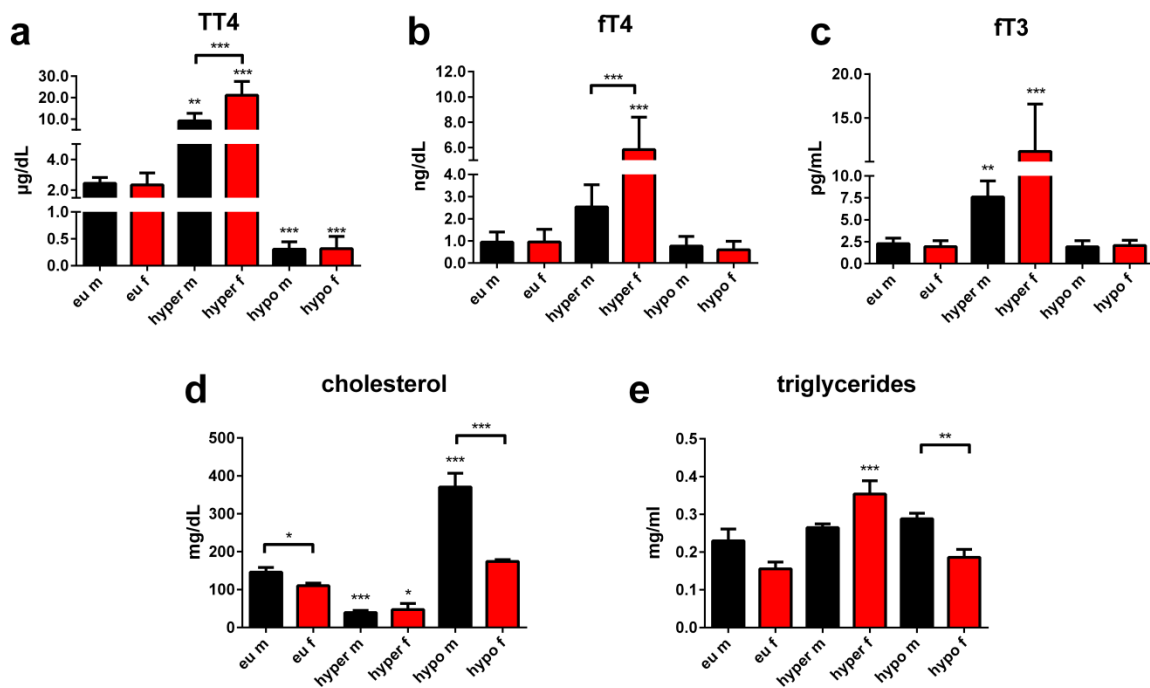 a
TT4
***
**
***
30.0
20.0
10.0
4.0
2.0
1.0
0.5
0.0
***
***
µg/dL
eu m
eu f
hyper m
hyper f
hypo m
hypo f
b
fT4
***
***
12.0
10.0
8.0
6.0
4.0
3.0
2.0
1.0
0.0
ng/dL
eu m
eu f
hyper m
hyper f
hypo m
hypo f
c
fT3
***
**
20.0
15.0
10.0
7.5
5.0
2.5
0.0
pg/mL
eu m
eu f
hyper m
hyper f
hypo m
hypo f
d
cholesterol
***
***
*
***
*
500
400
300
200
100
0
mg/dL
eu m
eu f
hyper m
hyper f
hypo m
hypo f
e
triglycerides
**
***
0.5
0.4
0.3
0.2
0.1
0.0
mg/ml
eu m
eu f
hyper m
hyper f
hypo m
hypo f